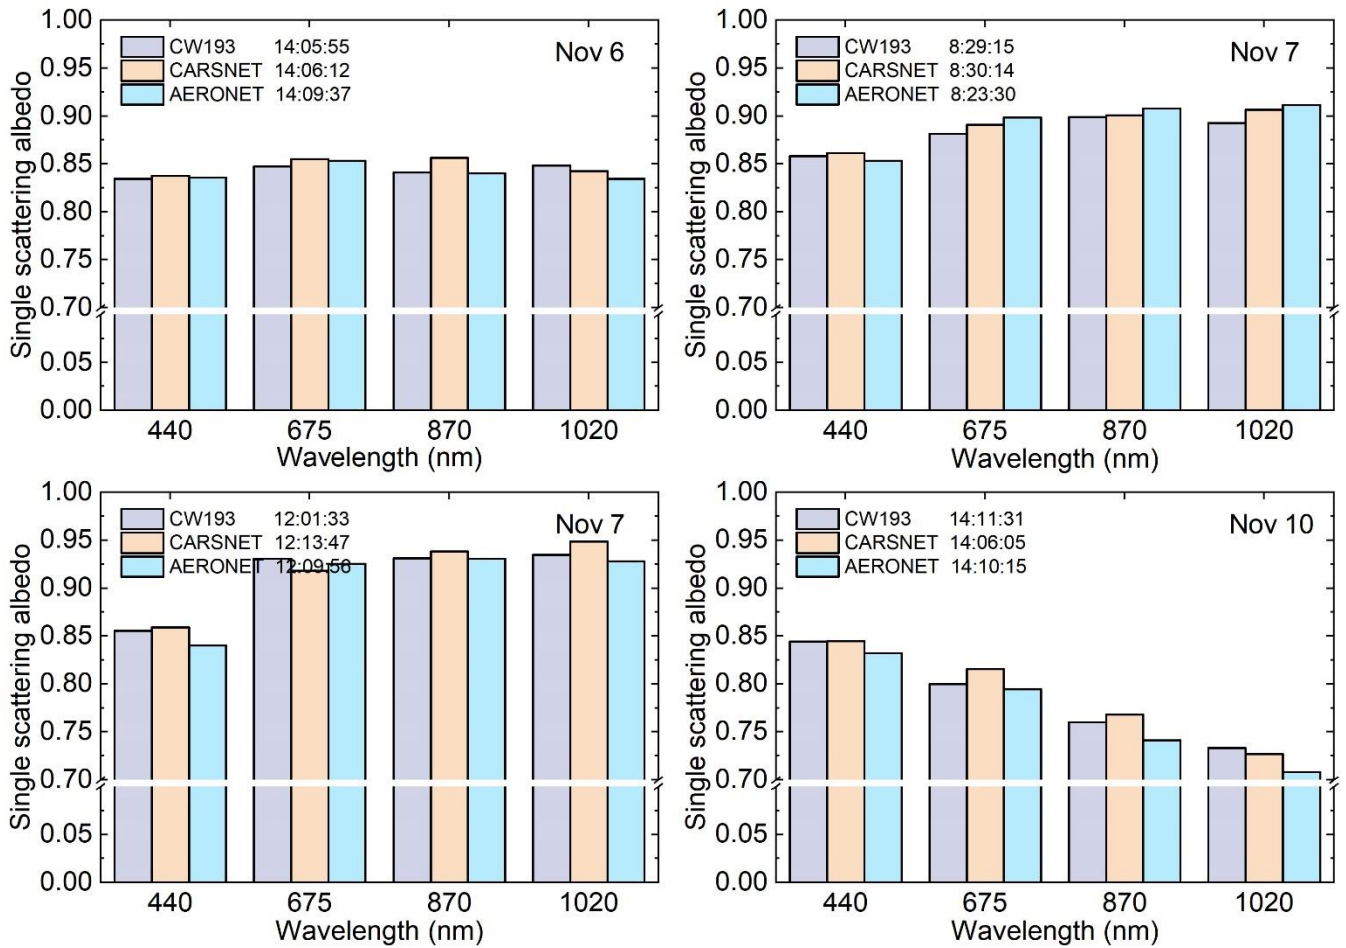 Single scattering albedo
1.00
0.95
0.90
0.85
0.80
0.75
0.70
0.05
0.00
CW193 14:05:55
CARSNET 14:06:12
AERONET 14:09:37
Nov 6
440 675 870 1020
Wavelength (nm)
Single scattering albedo
1.00
0.95
0.90
0.85
0.80
0.75
0.70
0.05
0.00
CW193 8:29:15
CARSNET 8:30:14
AERONET 8:23:30
Nov 7
440 675 870 1020
Wavelength (nm)
Single scattering albedo
1.00
0.95
0.90
0.85
0.80
0.75
0.70
0.05
0.00
CW193 12:01:33
CARSNET 12:13:47
AERONET 12:09:56
Nov 7
440 675 870 1020
Wavelength (nm)
Single scattering albedo
1.00
0.95
0.90
0.85
0.80
0.75
0.70
0.05
0.00
CW193 14:11:31
CARSNET 14:06:05
AERONET 14:10:15
Nov 10
440 675 870 1020
Wavelength (nm)